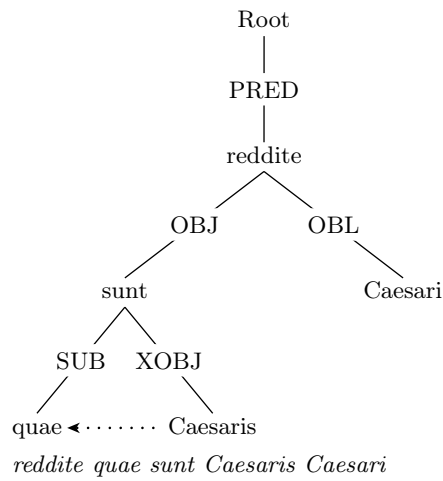 Root
PRED
reddite
OBJ OBL
sunt Caesari
SUB XOBJ
quae Caesaris
reddite quae sunt Caesaris Caesari